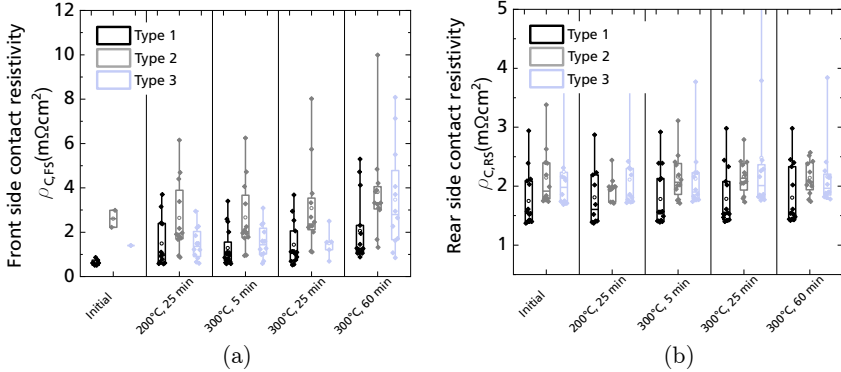 Front side contact resistivity
ρC,FS(mΩcm2)
12
10
8
6
4
2
0
Type 1
Type 2
Type 3
Initial
200°C, 25 min
300°C, 5 min
300°C, 25 min
300°C, 60 min
(a)
Rear side contact resistivity
ρC,RS(mΩcm2)
5
4
3
2
1
Type 1
Type 2
Type 3
Initial
200°C, 25 min
300°C, 5 min
300°C, 25 min
300°C, 60 min
(b)